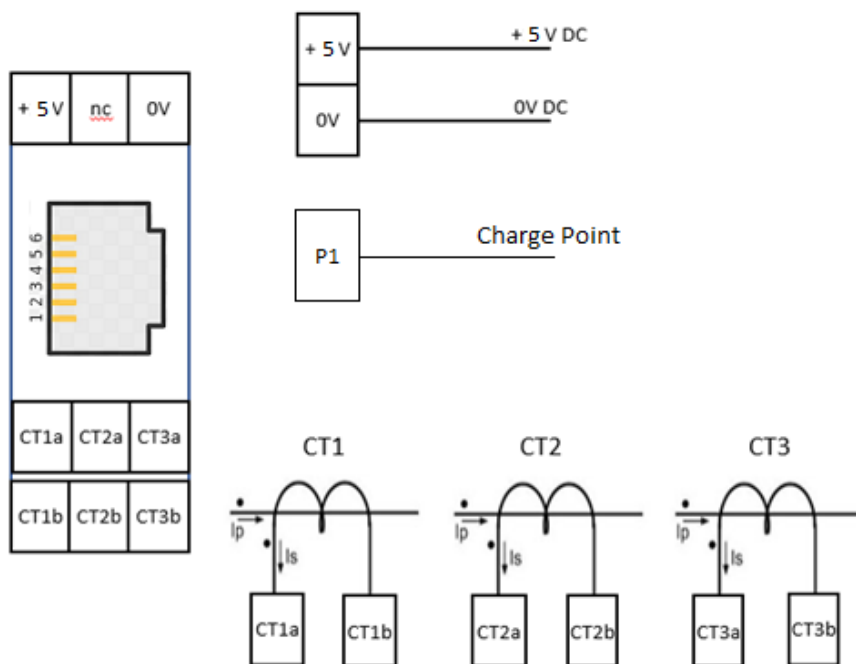 + 5 V
nc
0V
6
5
4
3
2
1
CT1a
CT2a
CT3a
CT1b
CT2b
CT3b
+ 5 V
+ 5 V DC
0V
0V DC
P1
Charge Point
CT1
CT2
CT3
Ip
Is
CT1a
CT1b
Ip
Is
CT2a
CT2b
Ip
Is
CT3a
CT3b